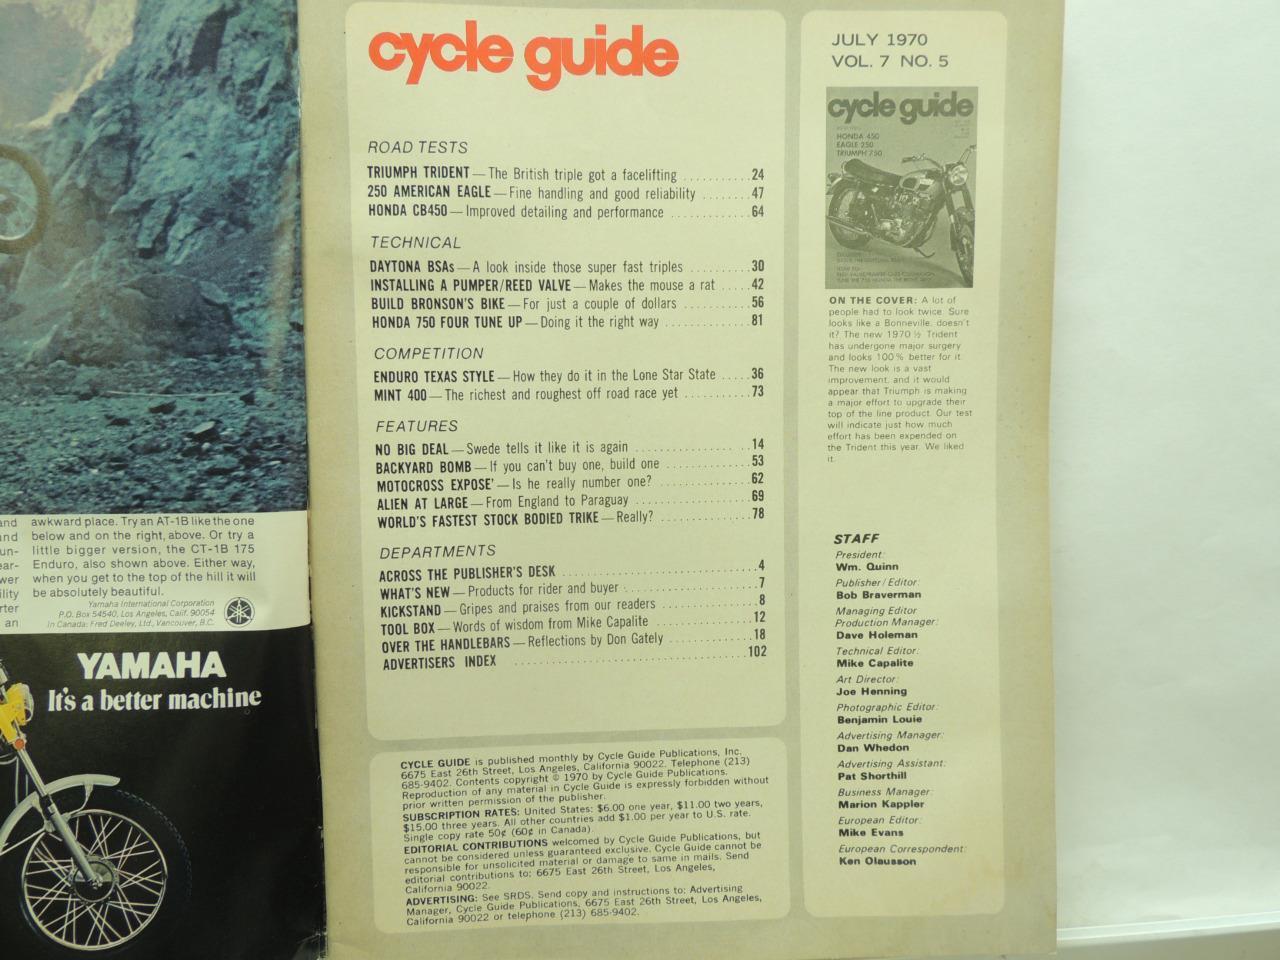 and
and
un-
ear-
wer
ility
rter
an
awkward place. Try an AT-1B like the one
below and on the right, above. Or try a
little bigger version, the CT-1B 175
Enduro, also shown above. Either way,
when you get to the top of the hill it will
be absolutely beautiful.
Yamaha International Corporation
P.O. Box 54540, Los Angeles, Calif. 90054
In Canada: Fred Deeley, Ltd., Vancouver, B.C.
YAMAHA
It's a better machine
cycle guide
ROAD TESTS
TRIUMPH TRIDENT — The British triple got a facelifting ..........24
250 AMERICAN EAGLE — Fine handling and good reliability ........47
HONDA CB450 — Improved detailing and performance ............64
TECHNICAL
DAYTONA BSAs — A look inside those super fast triples ..........30
INSTALLING A PUMPER/REED VALVE — Makes the mouse a rat .....42
BUILD BRONSON'S BIKE — For just a couple of dollars ...........56
HONDA 750 FOUR TUNE UP — Doing it the right way .............81
COMPETITION
ENDURO TEXAS STYLE — How they do it in the Lone Star State .....36
MINT 400 — The richest and roughest off road race yet ..........73
FEATURES
NO BIG DEAL — Swede tells it like it is again ..................14
BACKYARD BOMB — If you can't buy one, build one .............53
MOTOCROSS EXPOSE' — Is he really number one? ..............62
ALIEN AT LARGE — From England to Paraguay .................69
WORLD'S FASTEST STOCK BODIED TRIKE — Really? ..............78
DEPARTMENTS
ACROSS THE PUBLISHER'S DESK ............................4
WHAT'S NEW — Products for rider and buyer ...................7
KICKSTAND — Gripes and praises from our readers ..............8
TOOL BOX — Words of wisdom from Mike Capalite ..............12
OVER THE HANDLEBARS — Reflections by Don Gately ............18
ADVERTISERS INDEX ..................................102
CYCLE GUIDE is published monthly by Cycle Guide Publications, Inc.
6675 East 26th Street, Los Angeles, California 90022. Telephone (213)
685-9402. Contents copyright © 1970 by Cycle Guide Publications.
Reproduction of any material in Cycle Guide is expressly forbidden without
prior written permission of the publisher.
SUBSCRIPTION RATES: United States: $6.00 one year, $11.00 two years,
$15.00 three years. All other countries add $1.00 per year to U.S. rate.
Single copy rate 50¢ (60¢ in Canada).
EDITORIAL CONTRIBUTIONS welcomed by Cycle Guide Publications, but
cannot be considered unless guaranteed exclusive. Cycle Guide cannot be
responsible for unsolicited material or damage to same in mails. Send
editorial contributions to: 6675 East 26th Street, Los Angeles,
California 90022.
ADVERTISING: See SRDS. Send copy and instructions to: Advertising
Manager, Cycle Guide Publications, 6675 East 26th Street, Los Angeles,
California 90022 or telephone (213) 685-9402.
JULY 1970
VOL. 7 NO. 5
cycle guide
HONDA 450
EAGLE 250
TRIUMPH 750
ON THE COVER: A lot of
people had to look twice. Sure
looks like a Bonneville, doesn't
it? The new 1970 ½ Trident
has undergone major surgery
and looks 100% better for it.
The new look is a vast
improvement, and it would
appear that Triumph is making
a major effort to upgrade their
top of the line product. Our test
will indicate just how much
effort has been expended on
the Trident this year. We liked
it.
STAFF
President:
Wm. Quinn
Publisher/Editor:
Bob Braverman
Managing Editor
Production Manager:
Dave Holeman
Technical Editor:
Mike Capalite
Art Director:
Joe Henning
Photographic Editor:
Benjamin Louie
Advertising Manager:
Dan Whedon
Advertising Assistant:
Pat Shorthill
Business Manager:
Marion Kappler
European Editor:
Mike Evans
European Correspondent:
Ken Olausson